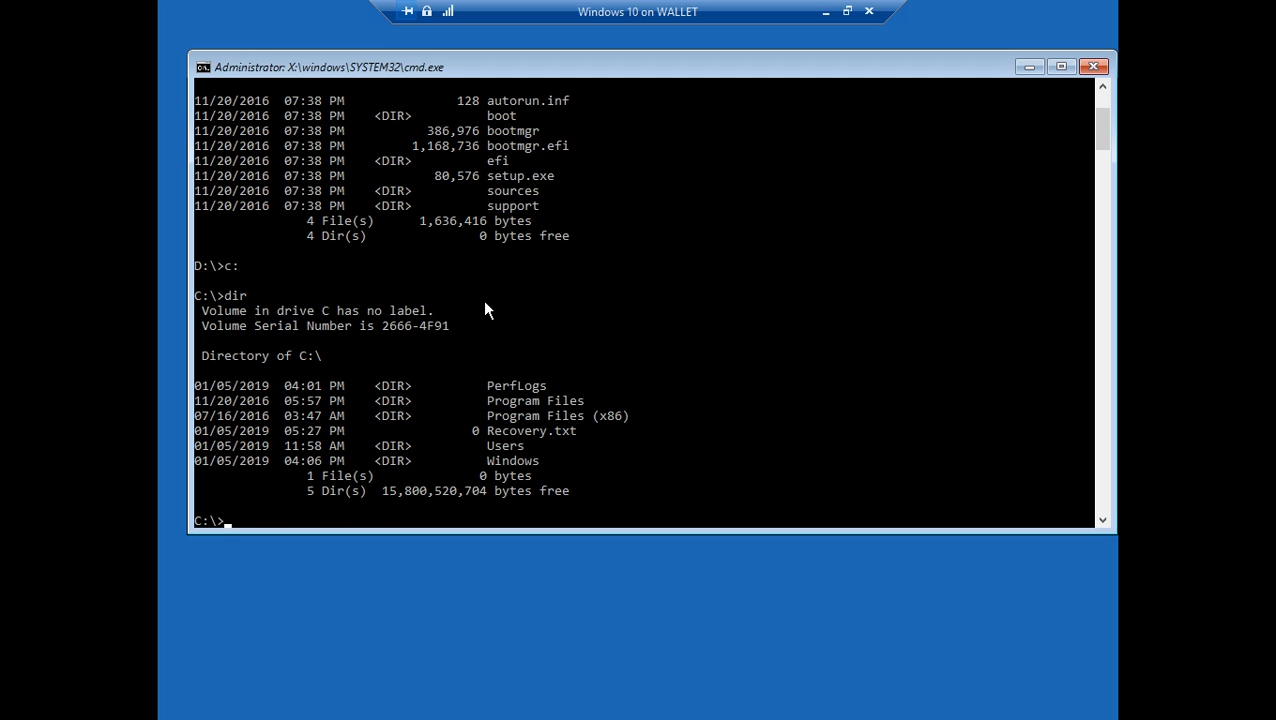 Windows 10 on WALLET
Administrator: X:\windows\SYSTEM32\cmd.exe
11/20/2016  07:38 PM               128 autorun.inf
11/20/2016  07:38 PM    <DIR>          boot
11/20/2016  07:38 PM           386,976 bootmgr
11/20/2016  07:38 PM         1,168,736 bootmgr.efi
11/20/2016  07:38 PM    <DIR>          efi
11/20/2016  07:38 PM            80,576 setup.exe
11/20/2016  07:38 PM    <DIR>          sources
11/20/2016  07:38 PM    <DIR>          support
               4 File(s)      1,636,416 bytes
               4 Dir(s)               0 bytes free
D:\>c:
C:\>dir
 Volume in drive C has no label.
 Volume Serial Number is 2666-4F91
 Directory of C:\
01/05/2019  04:01 PM    <DIR>          PerfLogs
11/20/2016  05:57 PM    <DIR>          Program Files
07/16/2016  03:47 AM    <DIR>          Program Files (x86)
01/05/2019  05:27 PM                 0 Recovery.txt
01/05/2019  11:58 AM    <DIR>          Users
01/05/2019  04:06 PM    <DIR>          Windows
               1 File(s)              0 bytes
               5 Dir(s)  15,800,520,704 bytes free
C:\>